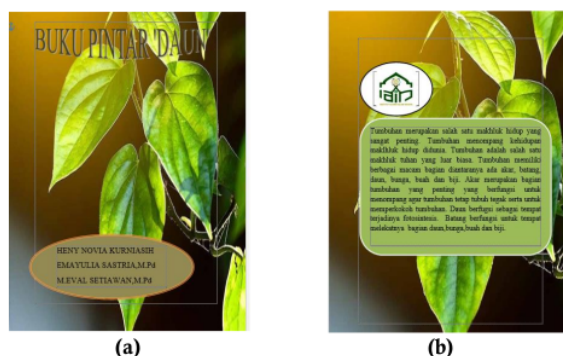 BUKU PINTAR 'DAUN'
HENY NOVIA KURNIASIH
EMAYULIA SASTRIA,M.Pd
M.EVAL SETIAWAN,M.Pd
(a)
iain
Tumbuhan merupakan salah satu makhluk hidup yang
sangat penting. Tumbuhan menompang kehidupan
makhluk hidup didunia. Tumbuhan adalah salah satu
makhluk tuhan yang luar biasa. Tumbuhan memiliki
berbagai macam bagian diantaranya ada akar, batang,
daun, bunga, buah dan biji. Akar merupakan bagian
tumbuhan yang penting yang berfungsi untuk
menompang agar tumbuhan tetap tubuh tegak serta untuk
memperkokoh tumbuhan. Daun berfugsi sebagai tempat
terjadinya fotosintesis. Batang berfungsi untuk tempat
melekatnya bagian daun,bunga,buah dan biji.
(b)